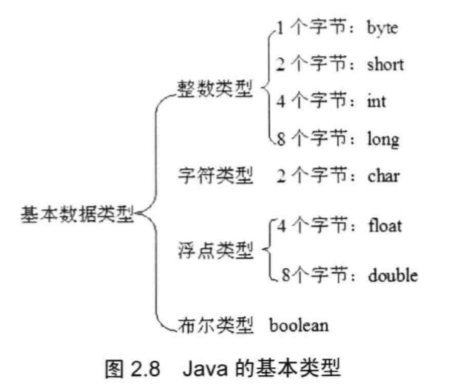 1 个字节：byte
2 个字节：short
整数类型
4 个字节：int
8 个字节：long
字符类型 2 个字节：char
基本数据类型
4 个字节：float
浮点类型
8个字节：double
布尔类型 boolean
图 2.8 Java 的基本类型